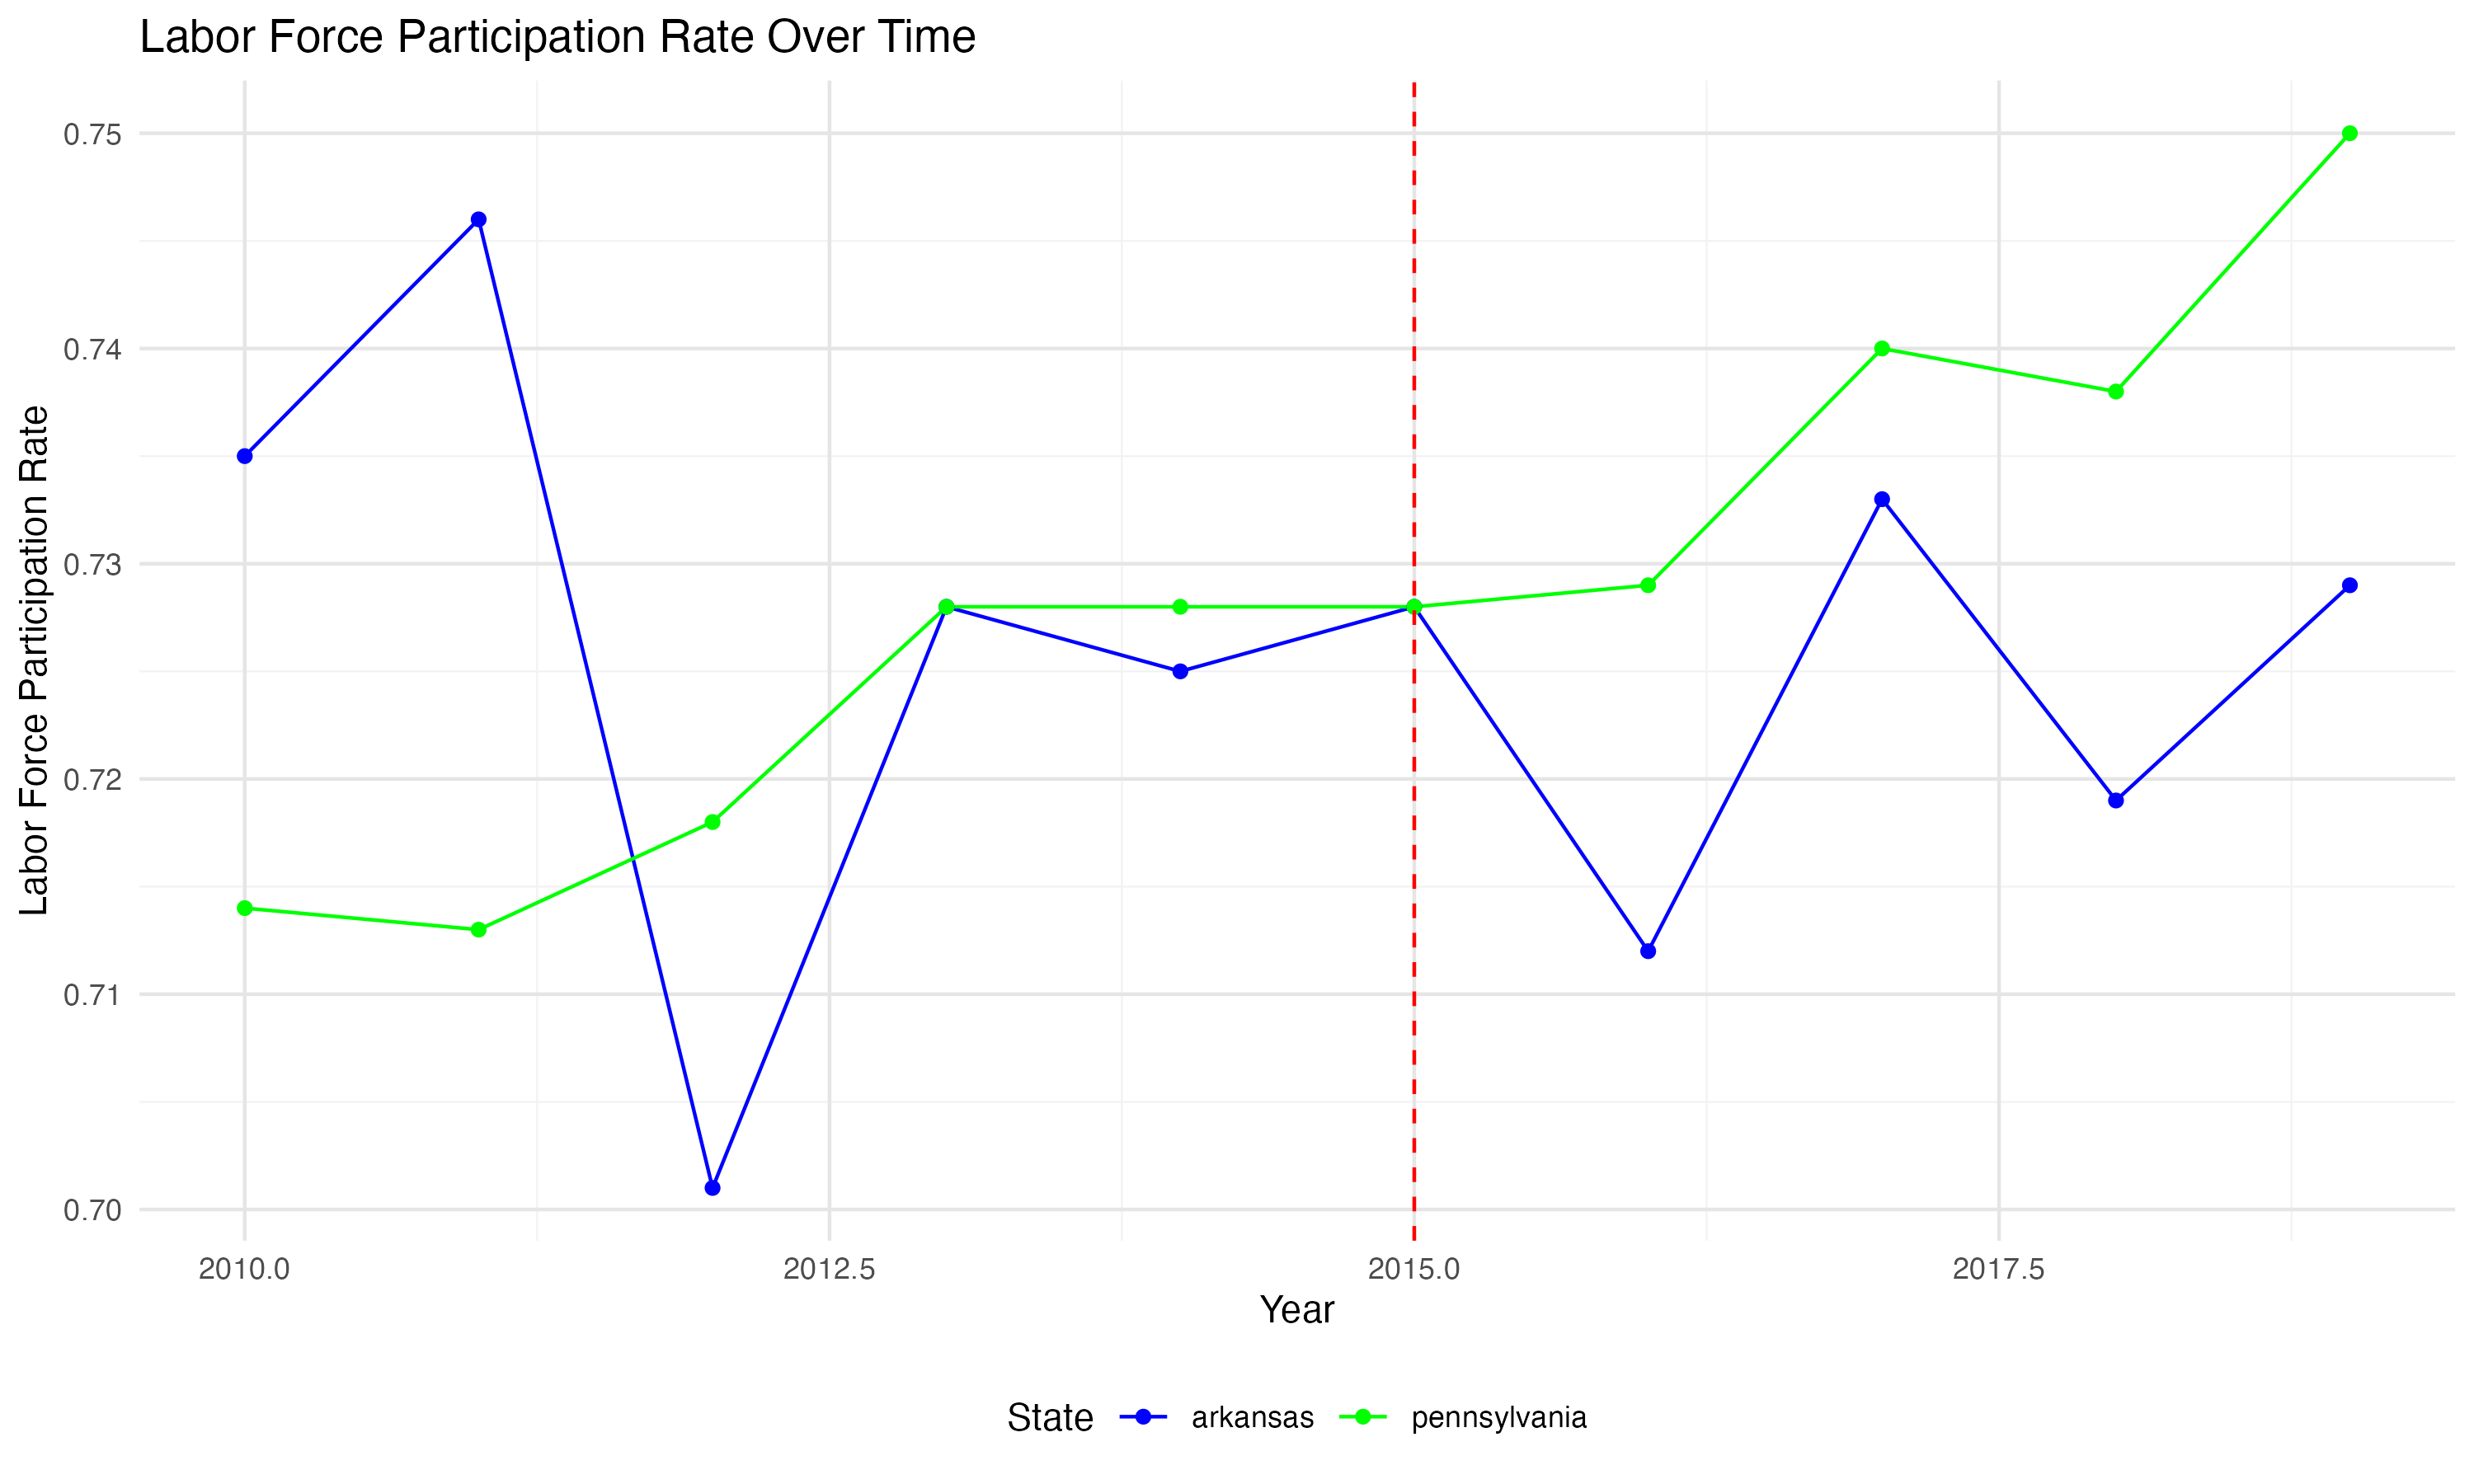 Labor Force Participation Rate Over Time
Labor Force Participation Rate
0.75
0.74
0.73
0.72
0.71
0.70
2010.0 2012.5 2015.0 2017.5
Year
State arkansas pennsylvania